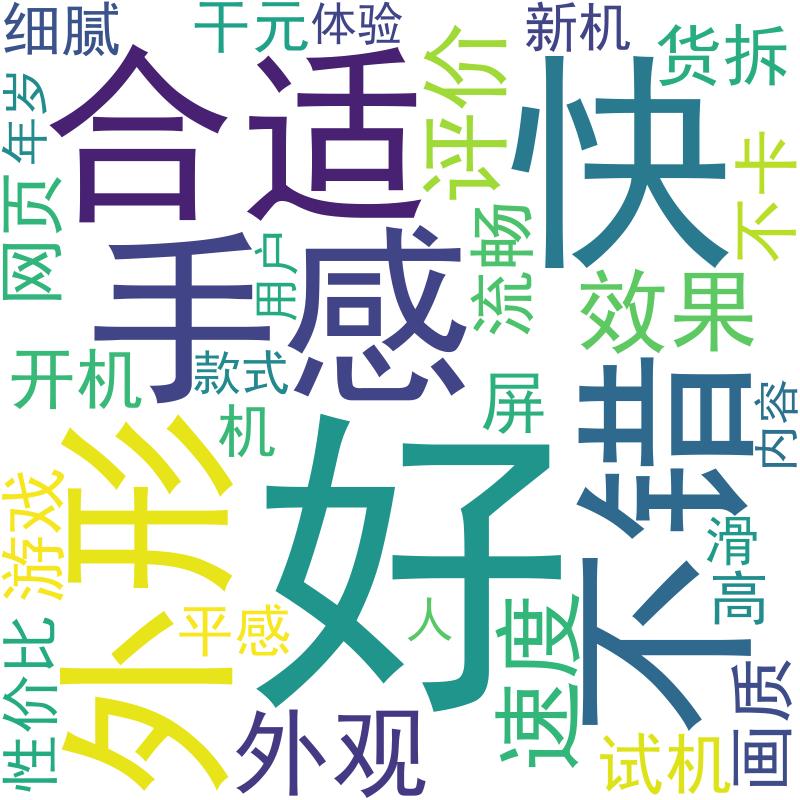 细腻
干元
体验
新机
货拆
合适
评价
快
年岁
不卡
网页
手感
用户
流畅
效果
开机
款式
屏
不错
内容
机
外形
好
游戏
滑
高
平感
人
速度
性价比
外观
试机
画质